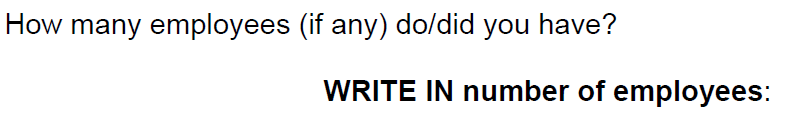 How many employees (if any) do/did you have?
WRITE IN number of employees: